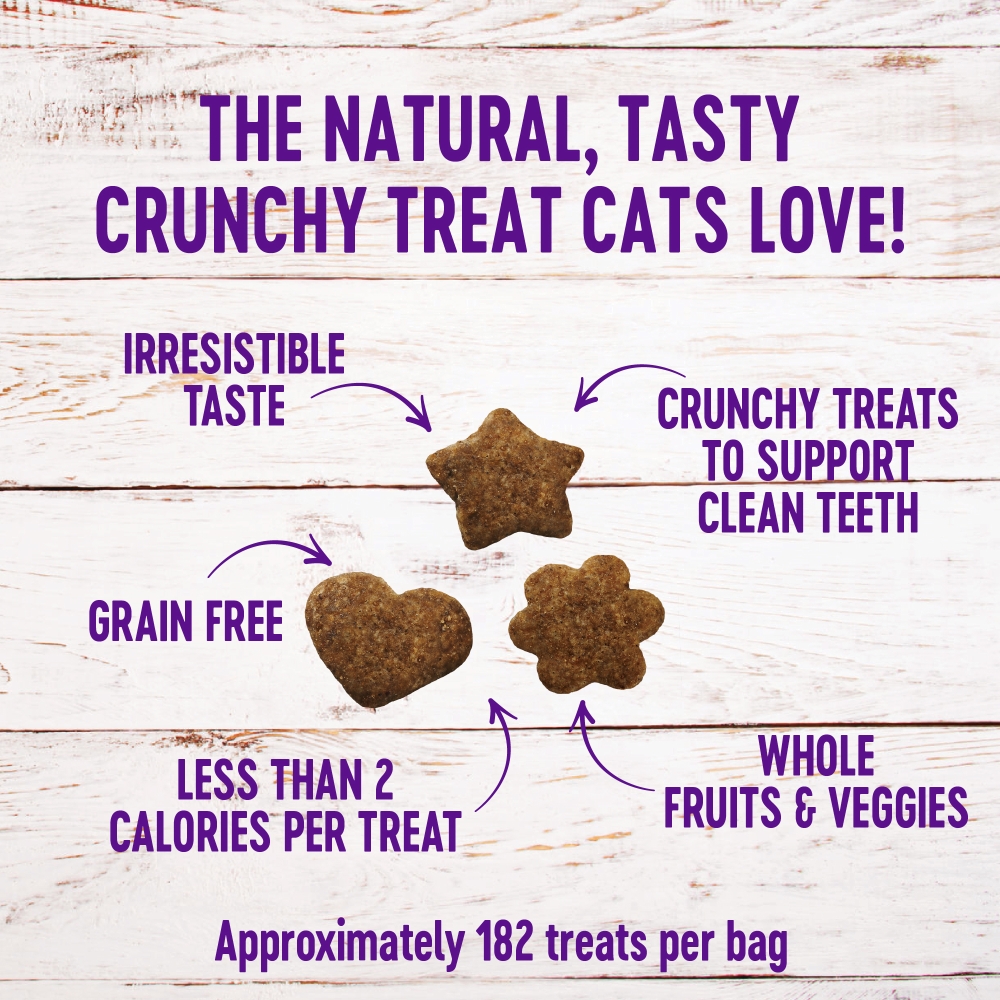 THE NATURAL, TASTY
CRUNCHY TREAT CATS LOVE!
IRRESISTIBLE
TASTE
CRUNCHY TREATS
TO SUPPORT
CLEAN TEETH
GRAIN FREE
LESS THAN 2
CALORIES PER TREAT
WHOLE
FRUITS & VEGGIES
Approximately 182 treats per bag